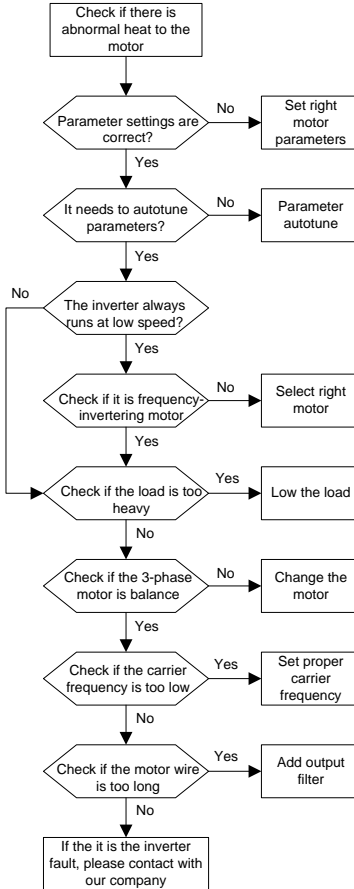 Check if there is
abnormal heat to the
motor
Parameter settings are
correct?
No
Set right
motor
parameters
Yes
It needs to autotune
parameters?
No
Parameter
autotune
Yes
No
The inverter always
runs at low speed?
Yes
Check if it is frequency-
invertering motor
No
Select right
motor
Yes
Check if the load is too
heavy
Yes
Low the load
No
Check if the 3-phase
motor is balance
No
Change the
motor
Yes
Check if the carrier
frequency is too low
Yes
Set proper
carrier
frequency
No
Check if the motor wire
is too long
Yes
Add output
filter
No
If the it is the inverter
fault, please contact with
our company